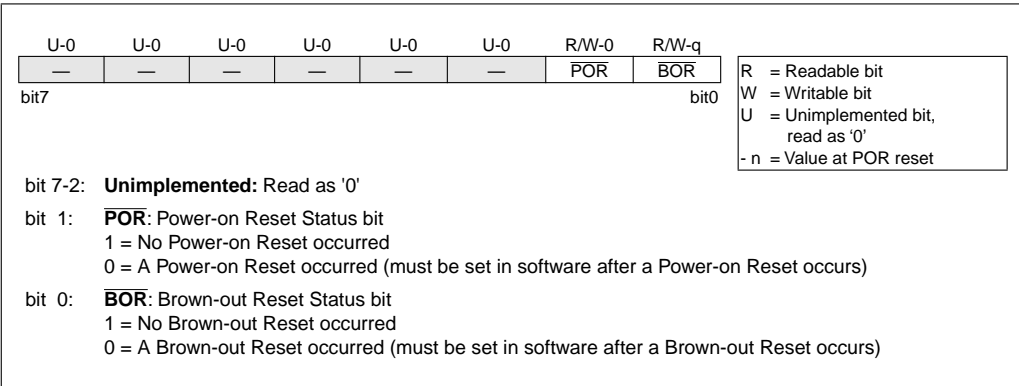 U-0 U-0 U-0 U-0 U-0 U-0 R/W-0 R/W-q
— — — — — — POR BOR
bit7 bit0
R = Readable bit
W = Writable bit
U = Unimplemented bit,
read as ‘0’
- n = Value at POR reset
bit 7-2: Unimplemented: Read as '0'
bit 1: POR: Power-on Reset Status bit
1 = No Power-on Reset occurred
0 = A Power-on Reset occurred (must be set in software after a Power-on Reset occurs)
bit 0: BOR: Brown-out Reset Status bit
1 = No Brown-out Reset occurred
0 = A Brown-out Reset occurred (must be set in software after a Brown-out Reset occurs)